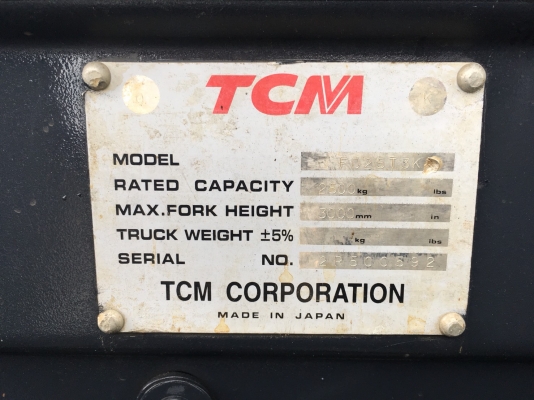 TCM
MODEL
RATED CAPACITY kg lbs
MAX.FORK HEIGHT 3000 mm in
TRUCK WEIGHT ±5% kg lbs
SERIAL NO.
TCM CORPORATION
MADE IN JAPAN